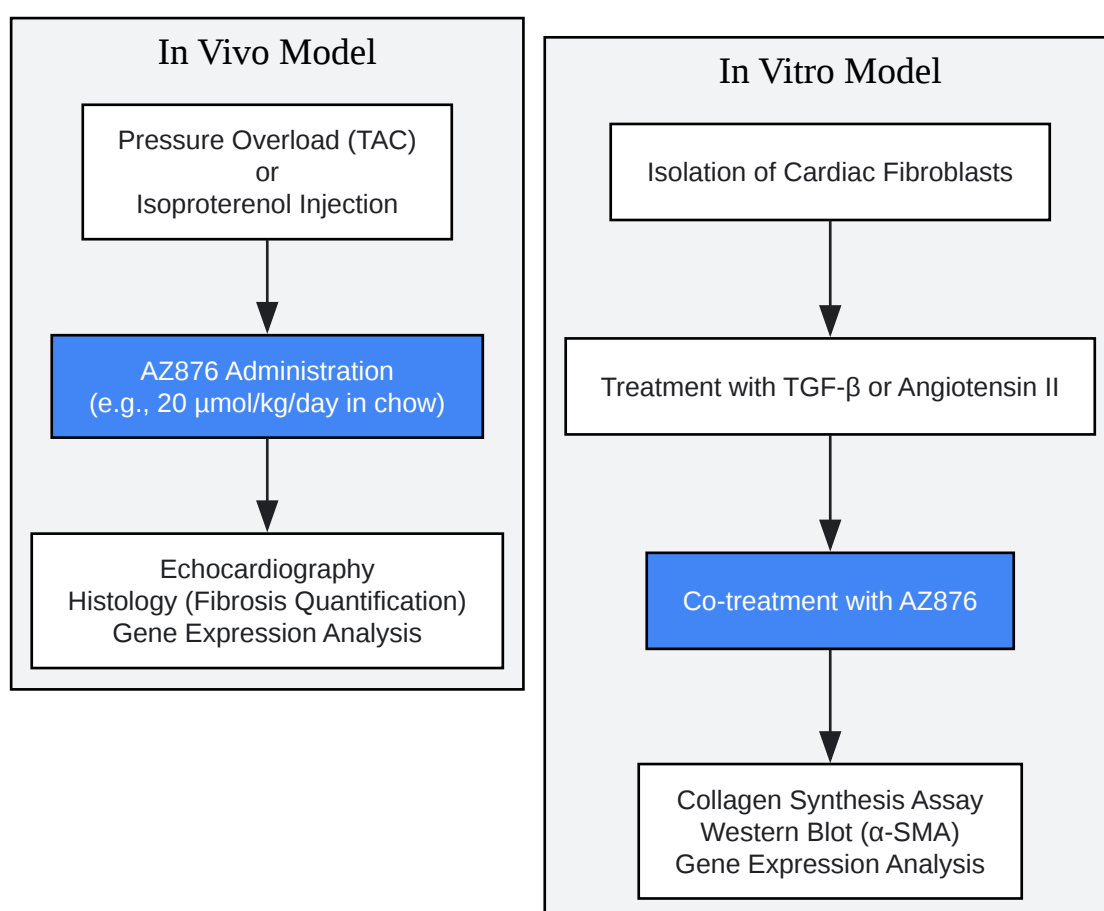 In Vivo Model
Pressure Overload (TAC)
or
Isoproterenol Injection
AZ876 Administration
(e.g., 20 µmol/kg/day in chow)
Echocardiography
Histology (Fibrosis Quantification)
Gene Expression Analysis
In Vitro Model
Isolation of Cardiac Fibroblasts
Treatment with TGF-β or Angiotensin II
Co-treatment with AZ876
Collagen Synthesis Assay
Western Blot (α-SMA)
Gene Expression Analysis